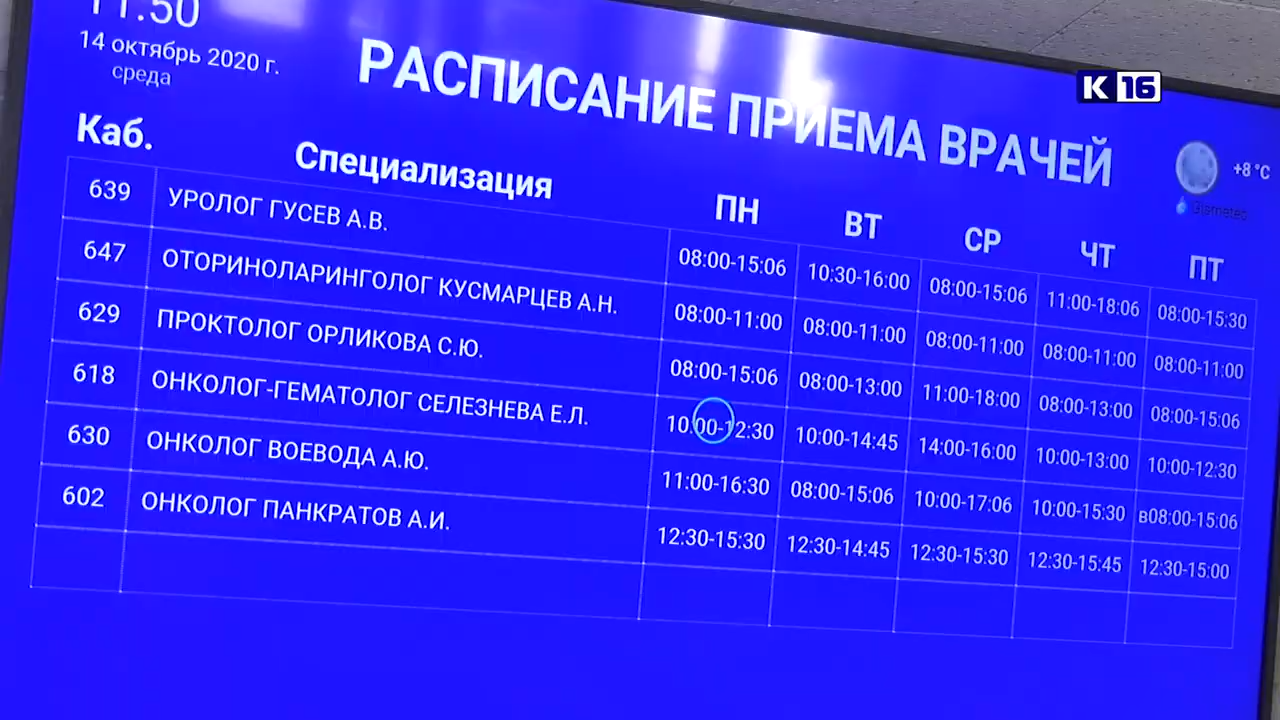 11:50
14 октябрь 2020 г.
среда
РАСПИСАНИЕ ПРИЕМА ВРАЧЕЙ
К 16
+8 °C
Gismeteo
Каб. Специализация ПН ВТ СР ЧТ ПТ
639 УРОЛОГ ГУСЕВ А.В. 08:00-15:06 10:30-16:00 08:00-15:06 11:00-18:06 08:00-15:30
647 ОТОРИНОЛАРИНГОЛОГ КУСМАРЦЕВ А.Н. 08:00-11:00 08:00-11:00 08:00-11:00 08:00-11:00 08:00-11:00
629 ПРОКТОЛОГ ОРЛИКОВА С.Ю. 08:00-15:06 08:00-13:00 11:00-18:00 08:00-13:00 08:00-15:06
618 ОНКОЛОГ-ГЕМАТОЛОГ СЕЛЕЗНЕВА Е.Л. 10:00-12:30 10:00-14:45 14:00-16:00 10:00-13:00 10:00-12:30
630 ОНКОЛОГ ВОЕВОДА А.Ю. 11:00-16:30 08:00-15:06 10:00-17:06 10:00-15:30 в08:00-15:06
602 ОНКОЛОГ ПАНКРАТОВ А.И. 12:30-15:30 12:30-14:45 12:30-15:30 12:30-15:45 12:30-15:00